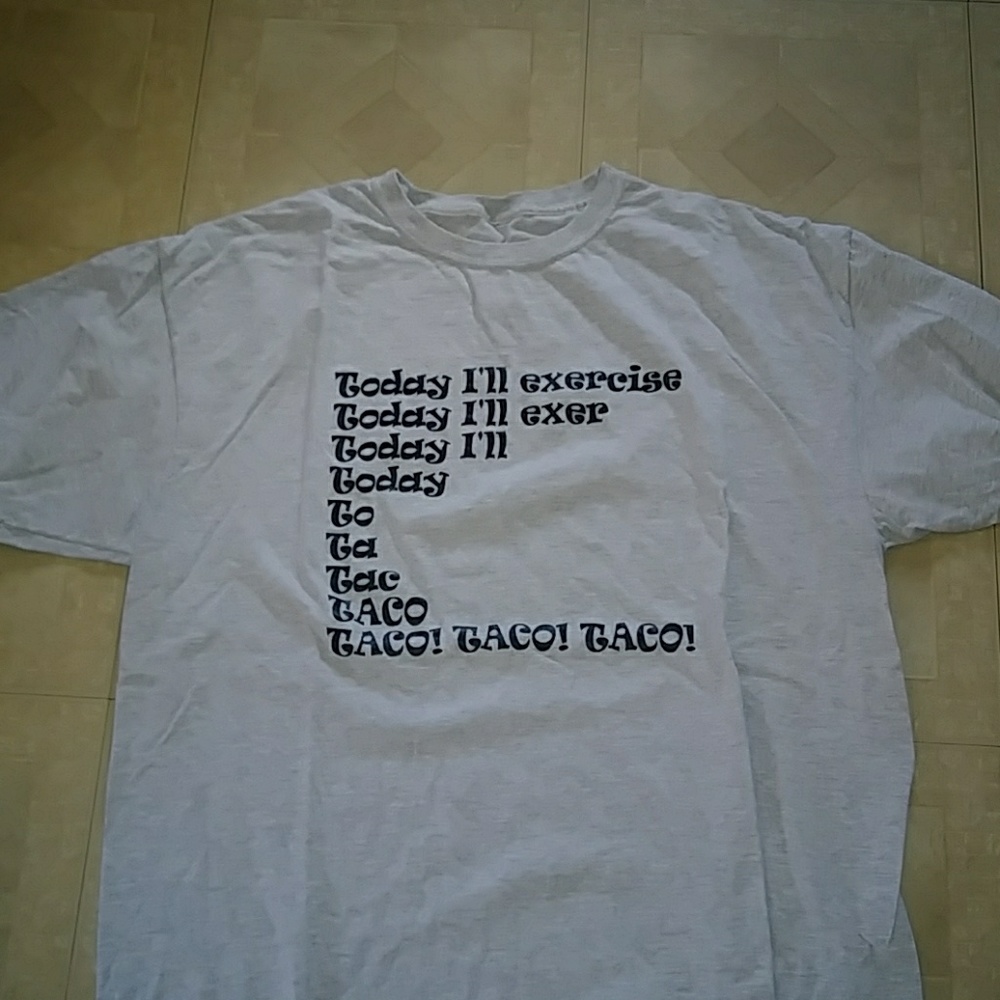 Today I'll exercise
Today I'll exer
Today I'll
Today
To
Ta
Tac
TACO
TACO! TACO! TACO!